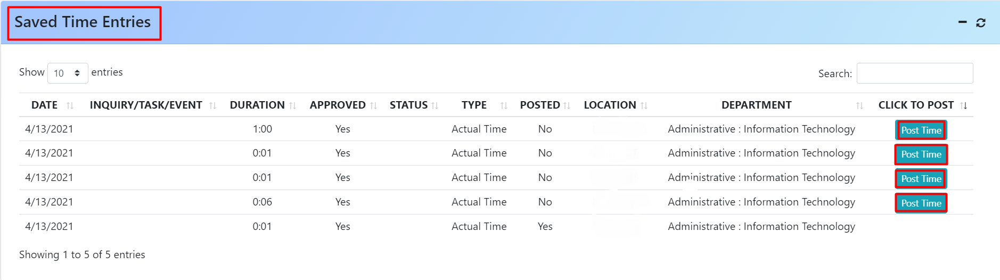 Saved Time Entries
Show 10 entries Search:
DATE INQUIRY/TASK/EVENT DURATION APPROVED STATUS TYPE POSTED LOCATION DEPARTMENT CLICK TO POST
4/13/2021 1:00 Yes Actual Time No Administrative : Information Technology Post Time
4/13/2021 0:01 Yes Actual Time No Administrative : Information Technology Post Time
4/13/2021 0:01 Yes Actual Time No Administrative : Information Technology Post Time
4/13/2021 0:06 Yes Actual Time No Administrative : Information Technology Post Time
4/13/2021 0:01 Yes Actual Time Yes Administrative : Information Technology
Showing 1 to 5 of 5 entries